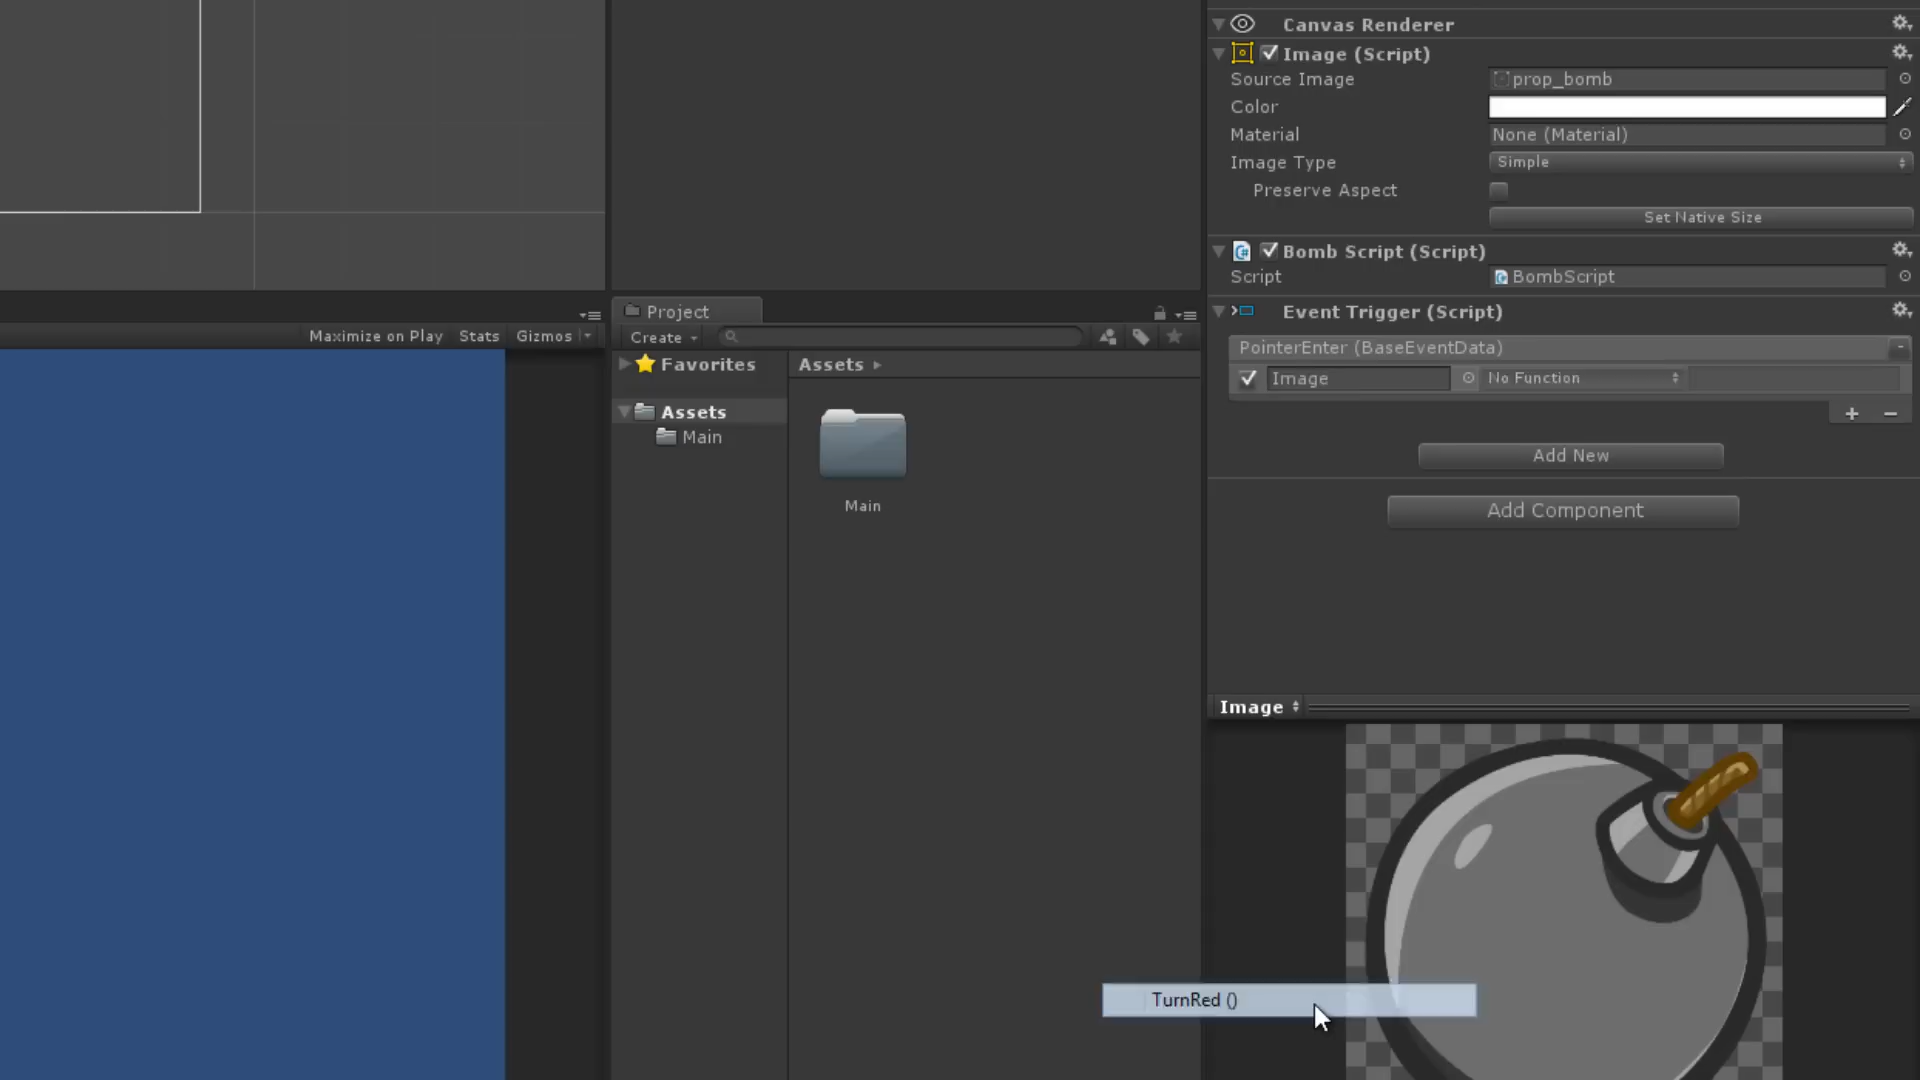 Canvas Renderer
Image (Script)
Source Image
prop_bomb
Color
Material
None (Material)
Image Type
Simple
Preserve Aspect
Set Native Size
Bomb Script (Script)
Script
BombScript
Event Trigger (Script)
PointerEnter (BaseEventData)
Image
No Function
Add New
Add Component
Project
Maximize on Play
Stats
Gizmos
Create
Favorites
Assets
Assets
Main
Main
Image
TurnRed ()